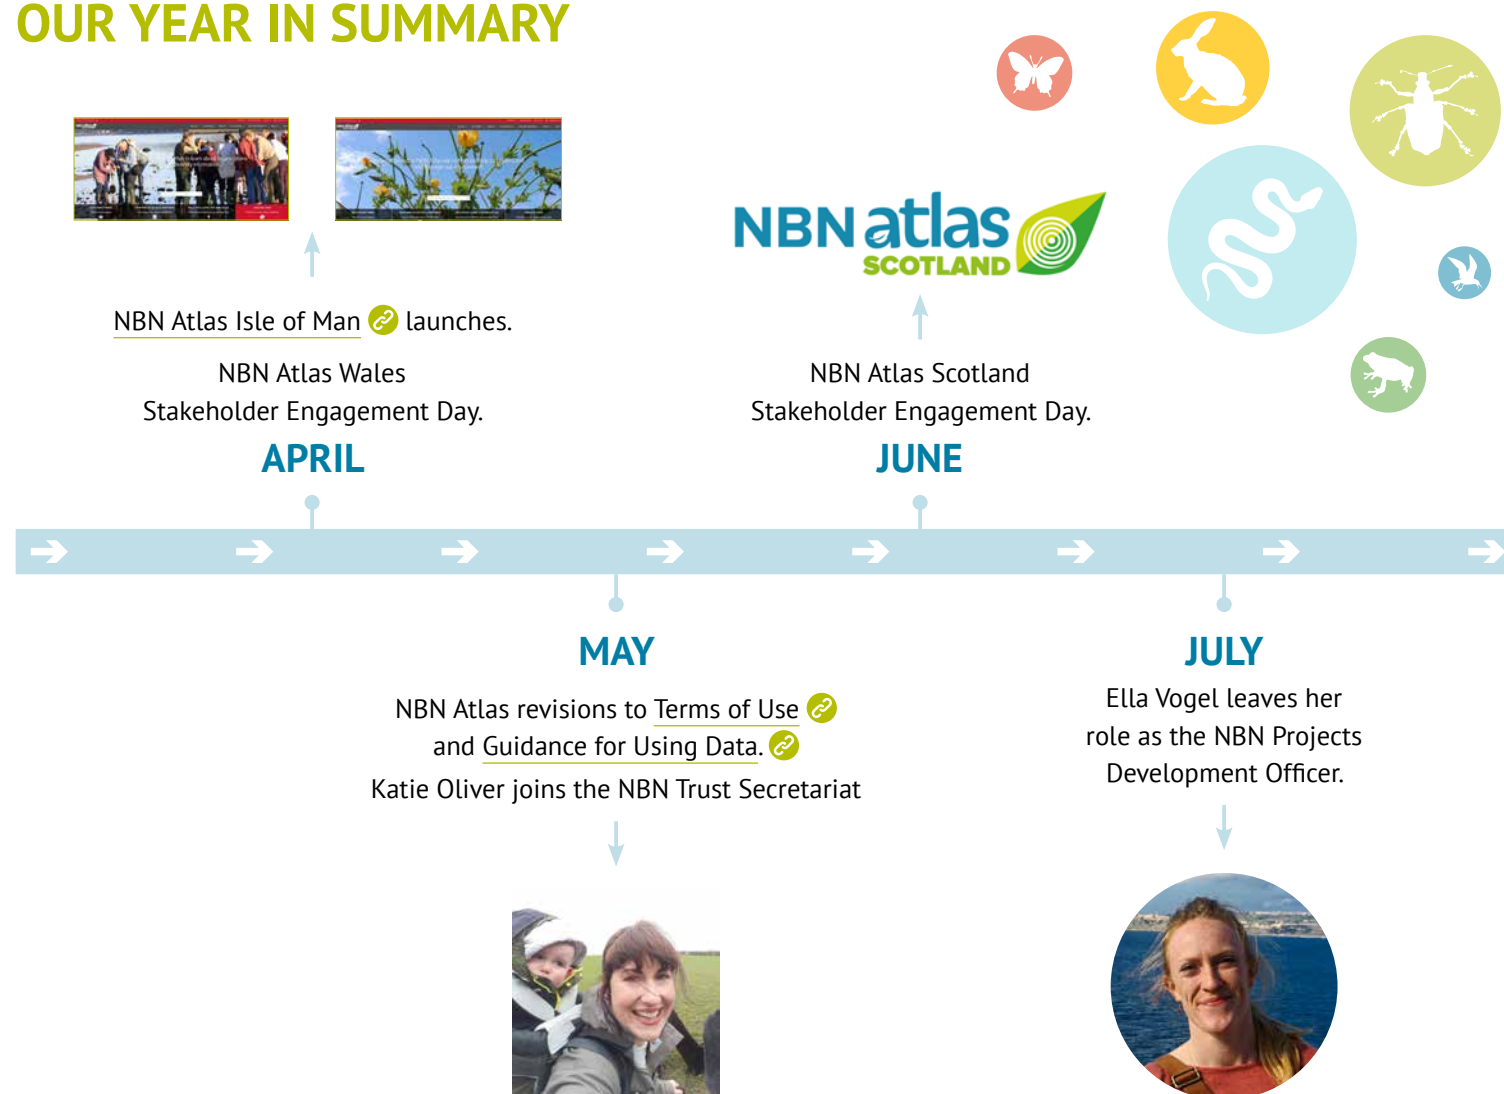 OUR YEAR IN SUMMARY
NBN atlas
SCOTLAND
NBN Atlas Isle of Man launches.
NBN Atlas Wales
Stakeholder Engagement Day.
APRIL
NBN Atlas Scotland
Stakeholder Engagement Day.
JUNE
MAY
NBN Atlas revisions to Terms of Use
and Guidance for Using Data.
Katie Oliver joins the NBN Trust Secretariat
JULY
Ella Vogel leaves her
role as the NBN Projects
Development Officer.